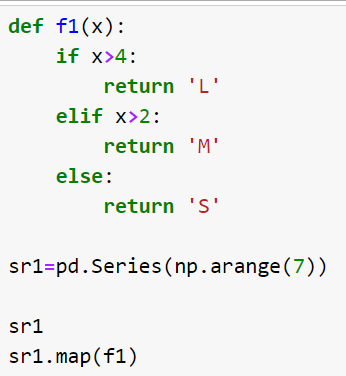 def f1(x):
    if x>4:
        return 'L'
    elif x>2:
        return 'M'
    else:
        return 'S'

sr1=pd.Series(np.arange(7))

sr1
sr1.map(f1)